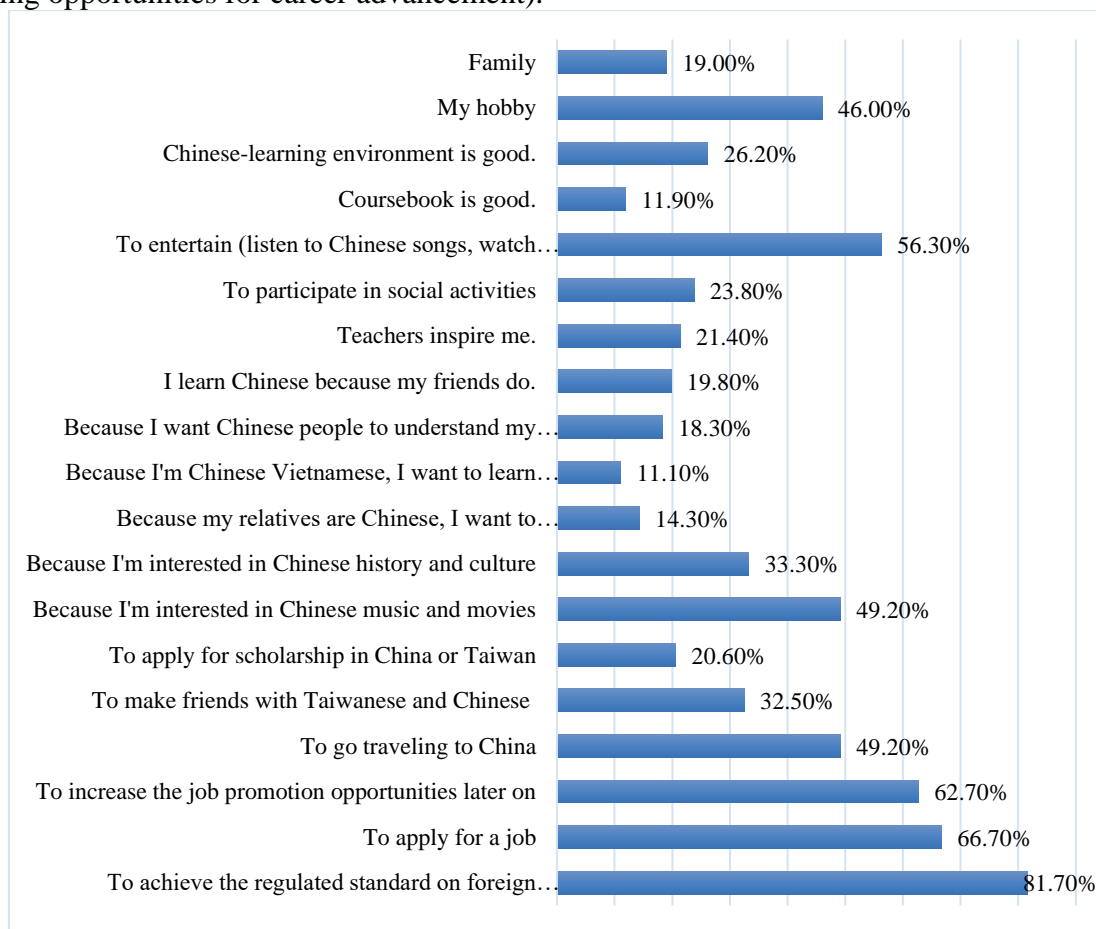 ing opportunities for career advancement).
Family 19.00%
My hobby 46.00%
Chinese-learning environment is good. 26.20%
Coursebook is good. 11.90%
To entertain (listen to Chinese songs, watch… 56.30%
To participate in social activities 23.80%
Teachers inspire me. 21.40%
I learn Chinese because my friends do. 19.80%
Because I want Chinese people to understand my… 18.30%
Because I'm Chinese Vietnamese, I want to learn… 11.10%
Because my relatives are Chinese, I want to… 14.30%
Because I'm interested in Chinese history and culture 33.30%
Because I'm interested in Chinese music and movies 49.20%
To apply for scholarship in China or Taiwan 20.60%
To make friends with Taiwanese and Chinese 32.50%
To go traveling to China 49.20%
To increase the job promotion opportunities later on 62.70%
To apply for a job 66.70%
To achieve the regulated standard on foreign… 81.70%